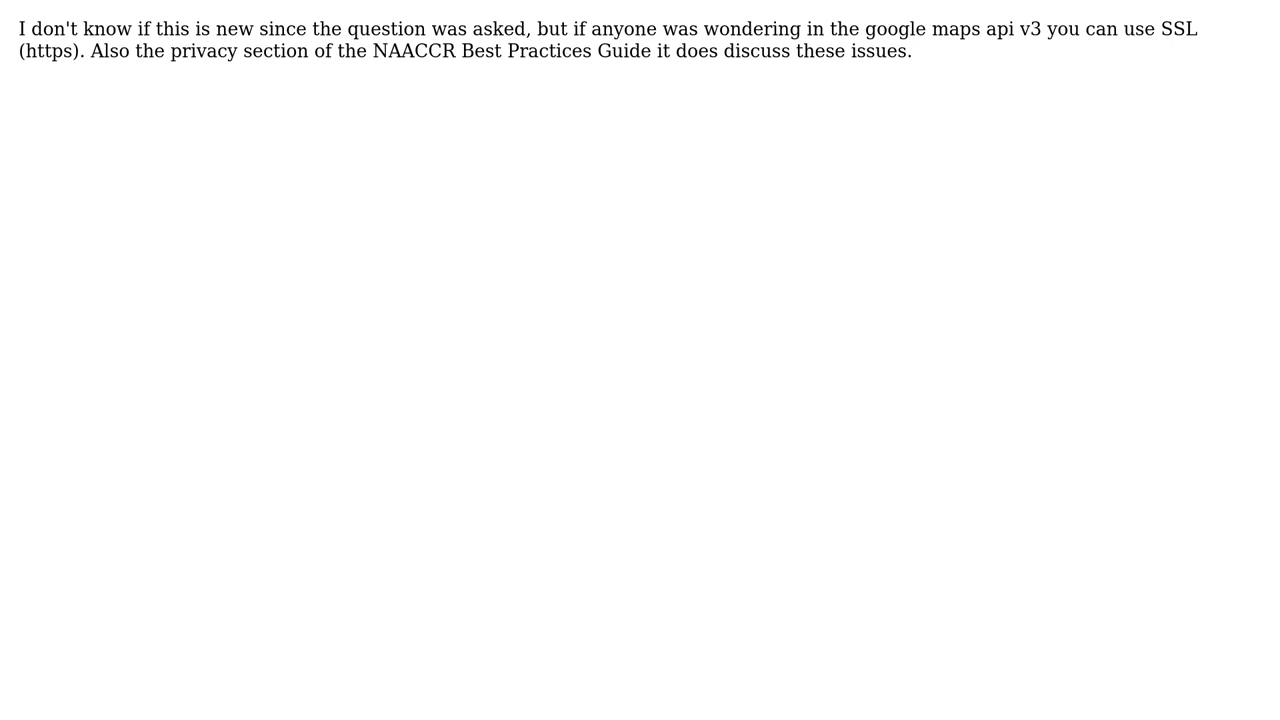 I don't know if this is new since the question was asked, but if anyone was wondering in the google maps api v3 you can use SSL
(https). Also the privacy section of the NAACCR Best Practices Guide it does discuss these issues.